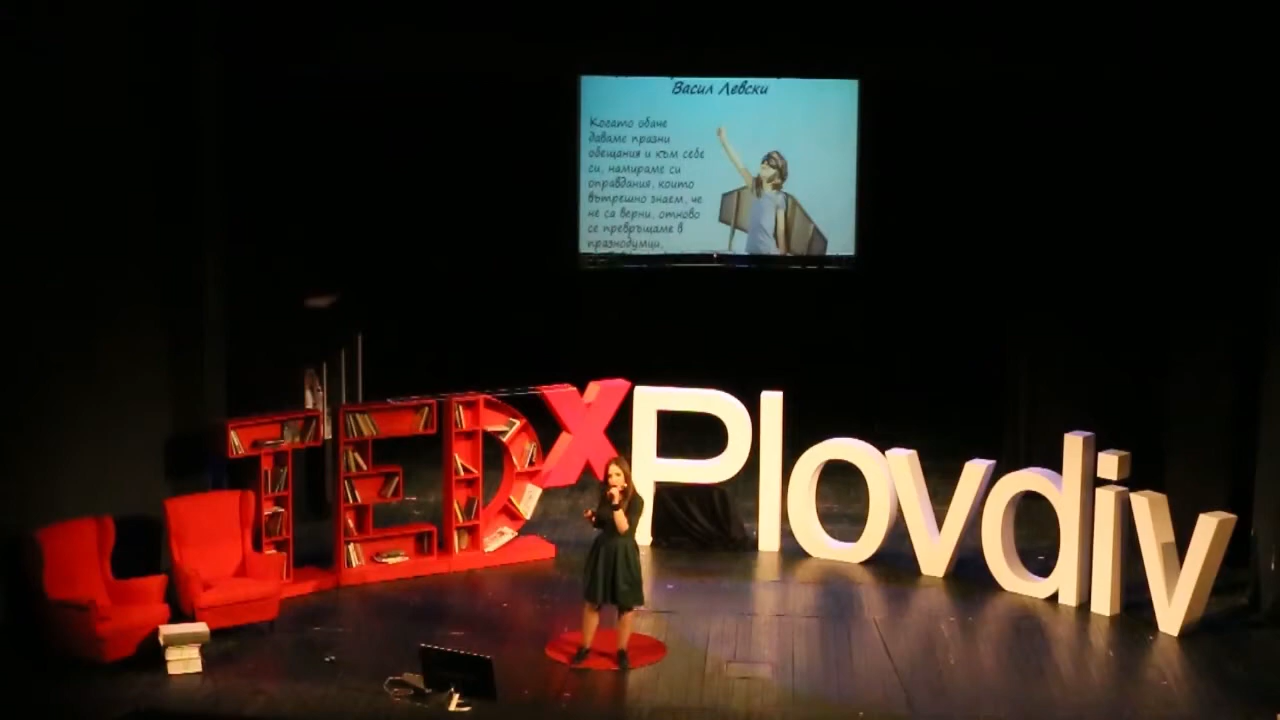 Васил Левски
Когато обаче
даваме празни
обещания и към себе
си, намираме си
оправдания, които
вътрешно знаем, че
не са верни, отново
се превръщаме в
празнодумци.
TEDxPlovdiv